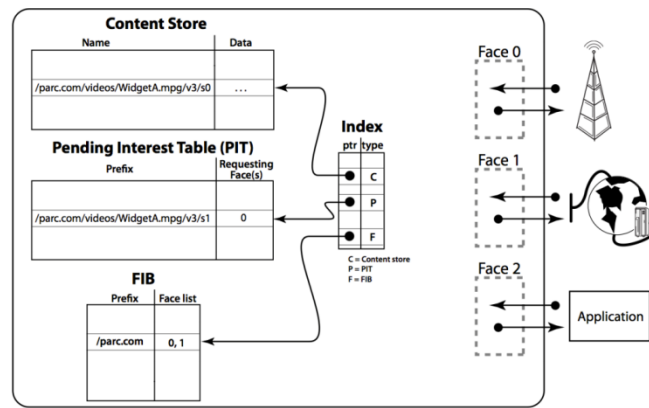 Content Store
Name Data
/parc.com/videos/WidgetA.mpg/v3/s0 ...
Pending Interest Table (PIT)
Prefix Requesting Face(s)
/parc.com/videos/WidgetA.mpg/v3/s1 0
FIB
Prefix Face list
/parc.com 0, 1
Index
ptr type
C
P
F
C = Content store
P = PIT
F = FIB
Face 0
Face 1
Face 2
Application